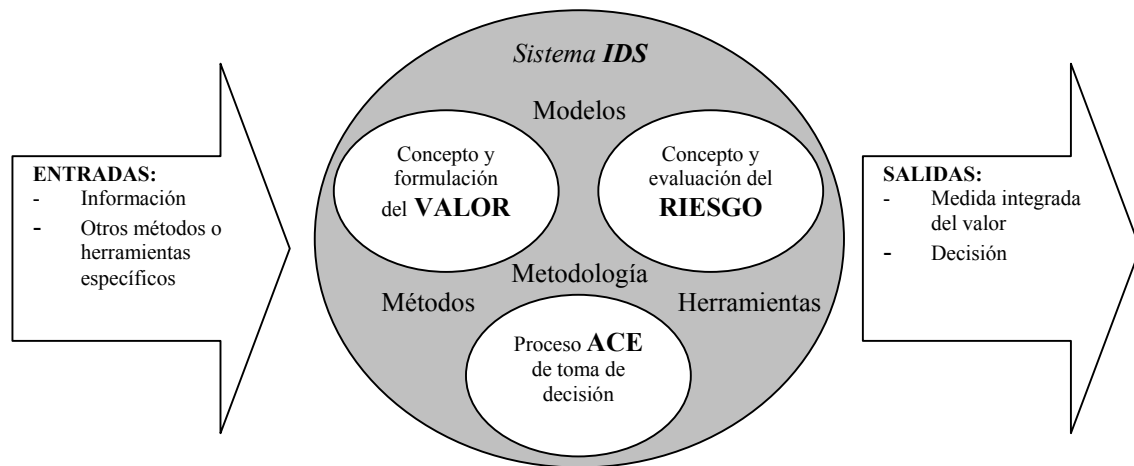 ENTRADAS:
- Información
- Otros métodos o
herramientas
específicos
Sistema IDS
Modelos
Concepto y
formulación
del VALOR
Concepto y
evaluación del
RIESGO
Metodología
Métodos
Herramientas
Proceso ACE
de toma de
decisión
SALIDAS:
- Medida integrada
del valor
- Decisión